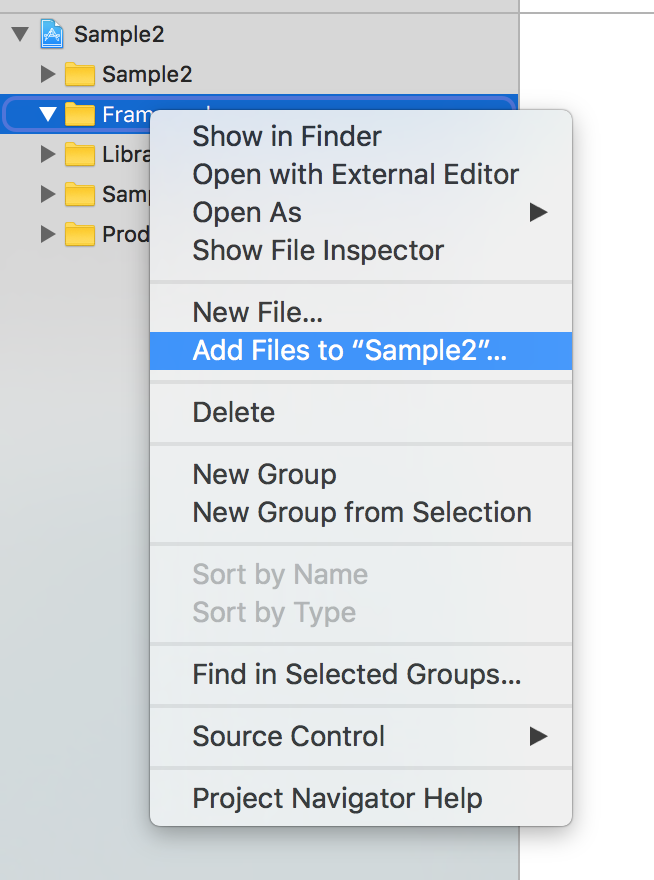 Sample2
Sample2
Show in Finder
Open with External Editor
Open As
Show File Inspector
New File...
Add Files to “Sample2”...
Delete
New Group
New Group from Selection
Sort by Name
Sort by Type
Find in Selected Groups...
Source Control
Project Navigator Help